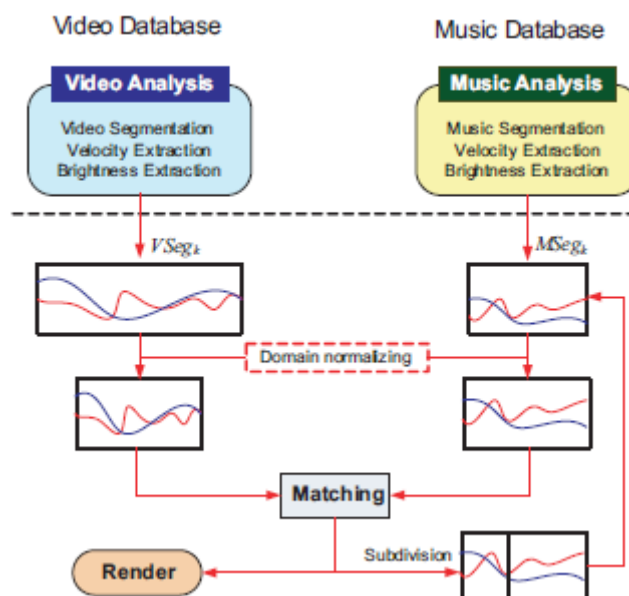 Video Database
Music Database
Video Analysis
Music Analysis
Video Segmentation
Velocity Extraction
Brightness Extraction
Music Segmentation
Velocity Extraction
Brightness Extraction
VSegₖ
MSegₖ
Domain normalizing
Matching
Subdivision
Render